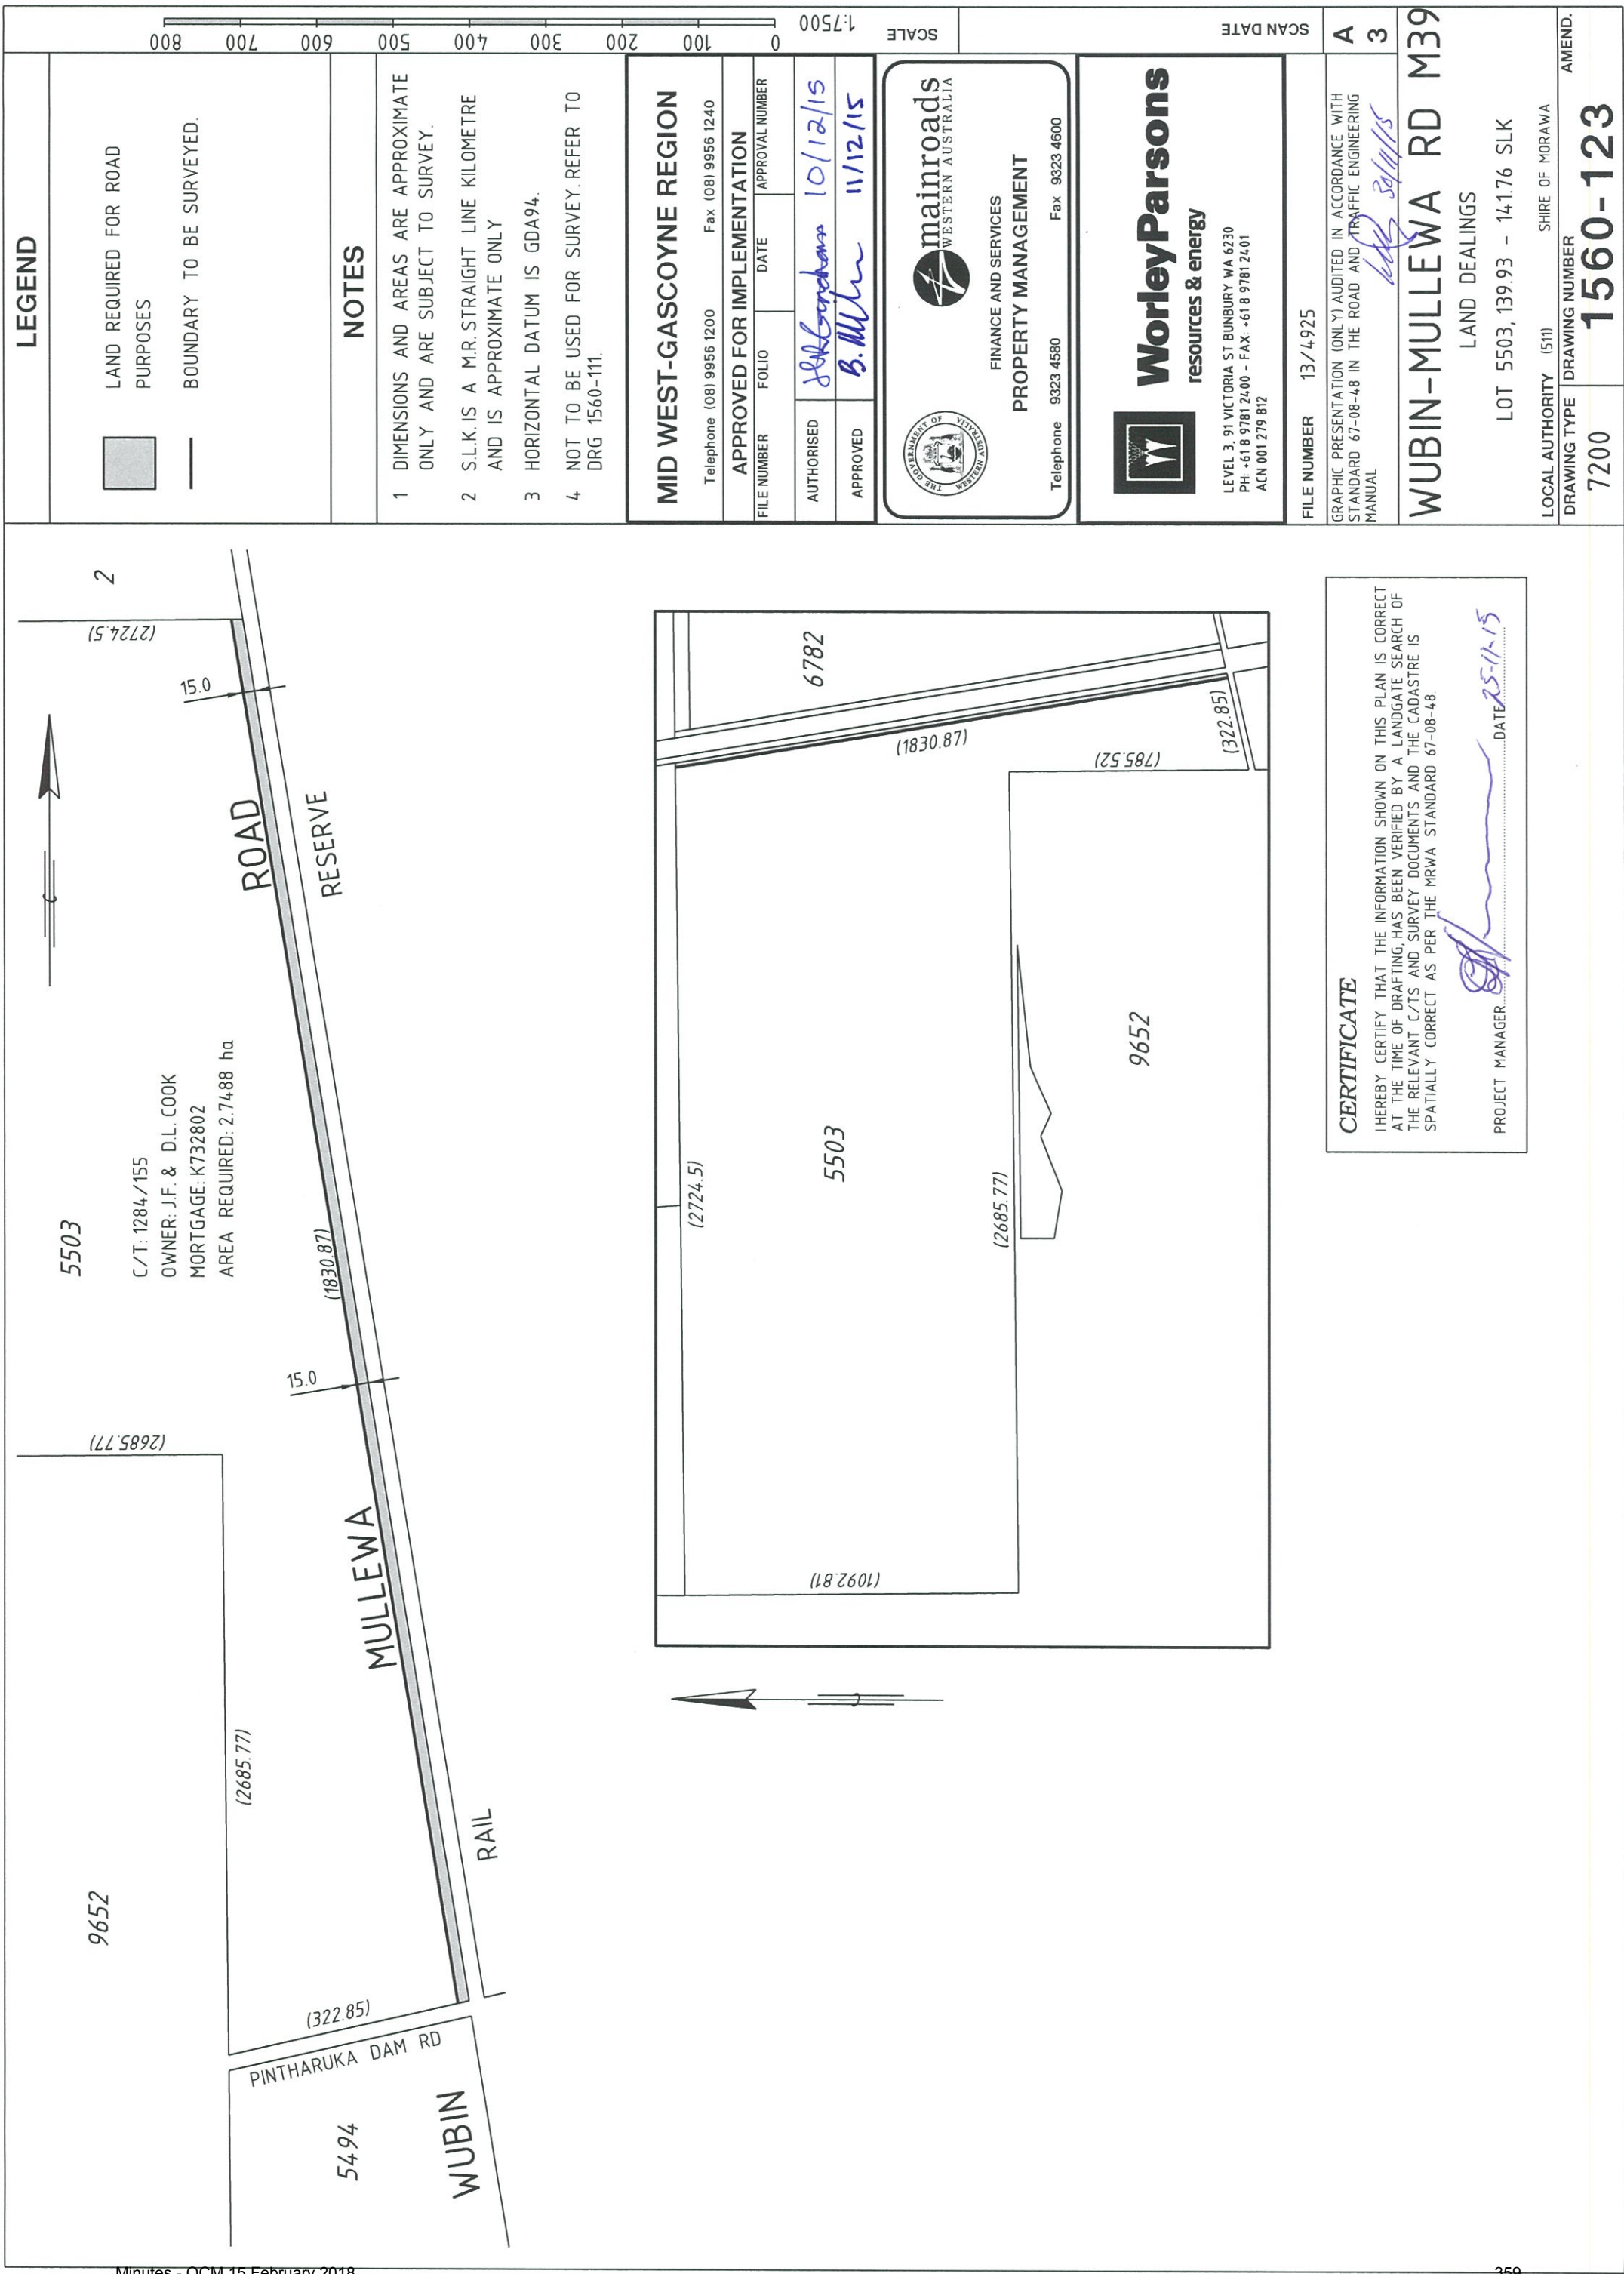 5503
C/T: 1284/155
OWNER: J.F. & D.L. COOK
MORTGAGE: K732802
AREA REQUIRED: 2.7488 ha
2
(2724.5)
15.0
ROAD
RESERVE
(1830.87)
15.0
(2685.77)
9652
(2685.77)
MULLEWA
RAIL
(322.85)
PINTHARUKA DAM RD
5494
WUBIN
6782
(1830.87)
(322.85)
(785.52)
(2724.5)
5503
(2685.77)
9652
(1092.81)
CERTIFICATE
I HEREBY CERTIFY THAT THE INFORMATION SHOWN ON THIS PLAN IS CORRECT
AT THE TIME OF DRAFTING, HAS BEEN VERIFIED BY A LANDGATE SEARCH OF
THE RELEVANT C/TS AND SURVEY DOCUMENTS AND THE CADASTRE IS
SPATIALLY CORRECT AS PER THE MRWA STANDARD 67-08-48
PROJECT MANAGER DATE 25-11-15
LEGEND
LAND REQUIRED FOR ROAD
PURPOSES
BOUNDARY TO BE SURVEYED.
NOTES
1 DIMENSIONS AND AREAS ARE APPROXIMATE
ONLY AND ARE SUBJECT TO SURVEY.
2 S.L.K. IS A M.R. STRAIGHT LINE KILOMETRE
AND IS APPROXIMATE ONLY
3 HORIZONTAL DATUM IS GDA94.
4 NOT TO BE USED FOR SURVEY. REFER TO
DRG 1560-111.
MID WEST-GASCOYNE REGION
Telephone (08) 9956 1200 Fax (08) 9956 1240
APPROVED FOR IMPLEMENTATION
FILE NUMBER FOLIO DATE APPROVAL NUMBER
AUTHORISED 10/12/15
APPROVED 11/12/15
THE GOVERNMENT OF
WESTERN AUSTRALIA
mainroads
WESTERN AUSTRALIA
FINANCE AND SERVICES
PROPERTY MANAGEMENT
Telephone 9323 4580 Fax 9323 4600
WorleyParsons
resources & energy
LEVEL 3, 91 VICTORIA ST BUNBURY WA 6230
PH: +61 8 9781 2400 - FAX: +61 8 9781 2401
ACN 001 279 812
FILE NUMBER 13/4925
GRAPHIC PRESENTATION (ONLY) AUDITED IN ACCORDANCE WITH
STANDARD 67-08-48 IN THE ROAD AND TRAFFIC ENGINEERING
MANUAL 30/11/15
A
3
WUBIN-MULLEWA RD M39
LAND DEALINGS
LOT 5503, 139.93 - 141.76 SLK
LOCAL AUTHORITY (511) SHIRE OF MORAWA
DRAWING TYPE DRAWING NUMBER AMEND.
7200 1560-123
800 700 600 500 400 300 200 100 0
1:7500
SCALE
SCAN DATE
Minutes - OCM 15 February 2018
359